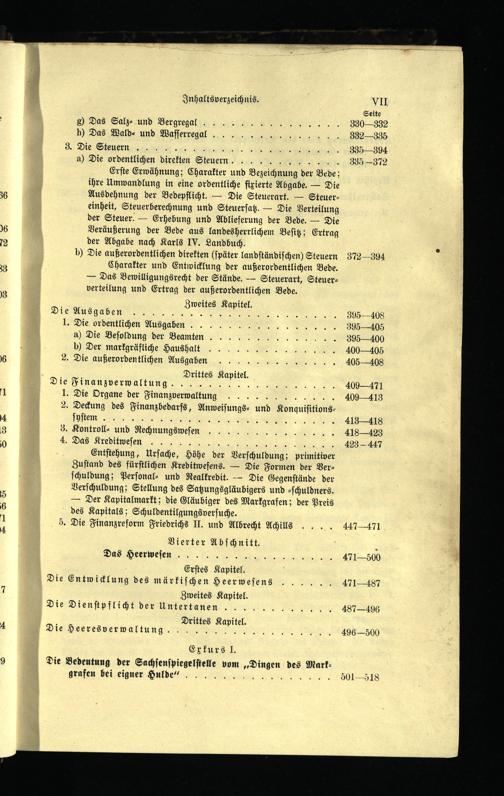 Inhaltsverzeichnis. VII
Seite
g) Das Salz- und Bergregal . . . . . . . . . . . . . . 330—332
h) Das Wald- und Wasserregal . . . . . . . . . . . . . 332—335
3. Die Steuern . . . . . . . . . . . . . . . . . . . . 335—394
a) Die ordentlichen direkten Steuern . . . . . . . . . . . 335—372
Erste Erwähnung; Charakter und Bezeichnung der Bede;
ihre Umwandlung in eine ordentliche fixierte Abgabe. — Die
Ausdehnung der Bedepflicht. — Die Steuerart. — Steuer-
einheit, Steuerberechnung und Steuersatz. — Die Verteilung
der Steuer. — Erhebung und Ablieferung der Bede. — Die
Veräußerung der Bede aus landesherrlichem Besitz; Ertrag
der Abgabe nach Karls IV. Landbuch.
b) Die außerordentlichen direkten (später landständischen) Steuern 372—394
Charakter und Entwicklung der außerordentlichen Bede.
— Das Bewilligungsrecht der Stände. — Steuerart, Steuer-
verteilung und Ertrag der außerordentlichen Bede.
Zweites Kapitel.
Die Ausgaben . . . . . . . . . . . . . . . . . . . . 395—408
1. Die ordentlichen Ausgaben . . . . . . . . . . . . . . 395—405
a) Die Besoldung der Beamten . . . . . . . . . . . . . 395—400
b) Der markgräfliche Haushalt . . . . . . . . . . . . . 400—405
2. Die außerordentlichen Ausgaben . . . . . . . . . . . . 405—408
Drittes Kapitel.
Die Finanzverwaltung . . . . . . . . . . . . . . . . . 409—471
1. Die Organe der Finanzverwaltung . . . . . . . . . . . 409—413
2. Deckung des Finanzbedarfs, Anweisungs- und Konquisitions-
system . . . . . . . . . . . . . . . . . . . . . . . 413—418
3. Kontroll- und Rechnungswesen . . . . . . . . . . . . 418—423
4. Das Kreditwesen . . . . . . . . . . . . . . . . . . 423—447
Entstehung, Ursache, Höhe der Verschuldung; primitiver
Zustand des fürstlichen Kreditwesens. — Die Formen der Ver-
schuldung; Personal- und Realkredit. — Die Gegenstände der
Verschuldung; Stellung des Satzungsgläubigers und -schuldners.
— Der Kapitalmarkt; die Gläubiger des Markgrafen; der Preis
des Kapitals; Schuldentilgungsversuche.
5. Die Finanzreform Friedrichs II. und Albrecht Achills . . . . 447—471
Vierter Abschnitt.
Das Heerwesen . . . . . . . . . . . . . . . . . 471—500
Erstes Kapitel.
Die Entwicklung des märkischen Heerwesens . . . . . . 471—487
Zweites Kapitel.
Die Dienstpflicht der Untertanen . . . . . . . . . . . . 487—496
Drittes Kapitel.
Die Heeresverwaltung . . . . . . . . . . . . . . . . . 496—500
Exkurs I.
Die Bedeutung der Sachsenspiegelstelle vom „Dingen des Mark-
grafen bei eigner Hulde“ . . . . . . . . . . . . . . . 501—518